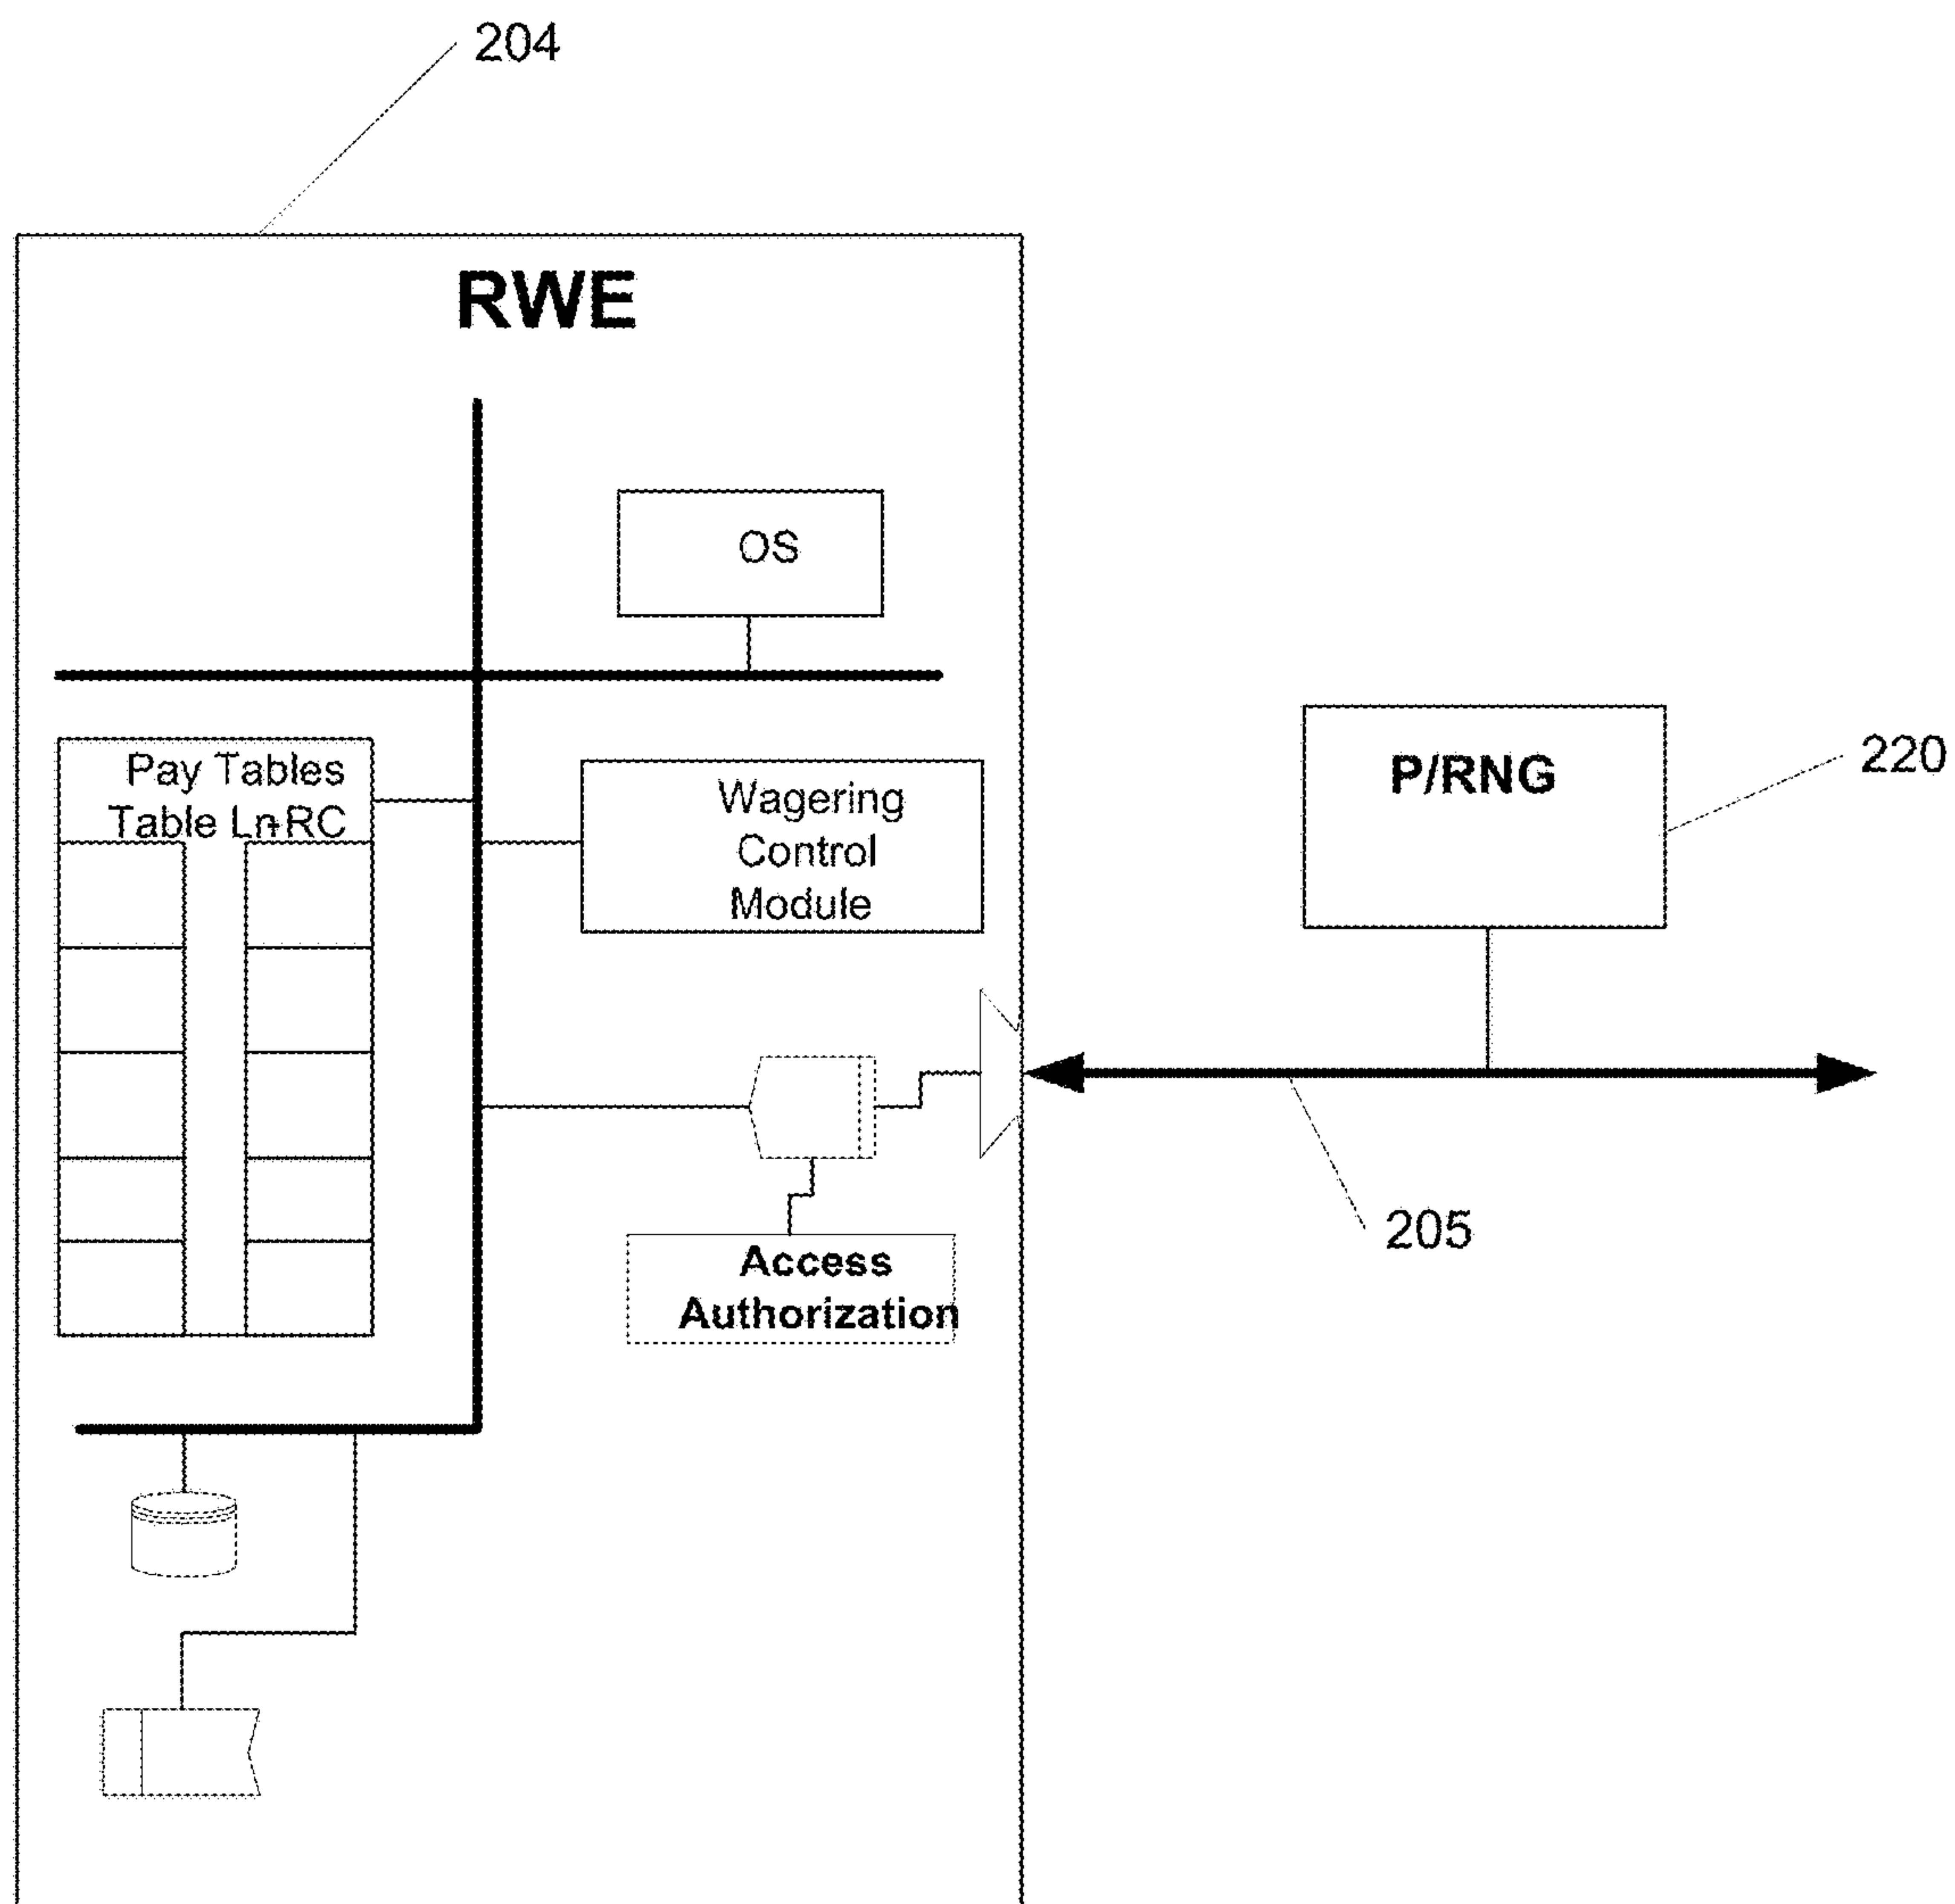 204
RWE
OS
Pay Tables
Table Ln-RC
Wagering
Control
Module
P/RNG
220
205
Access
Authorization